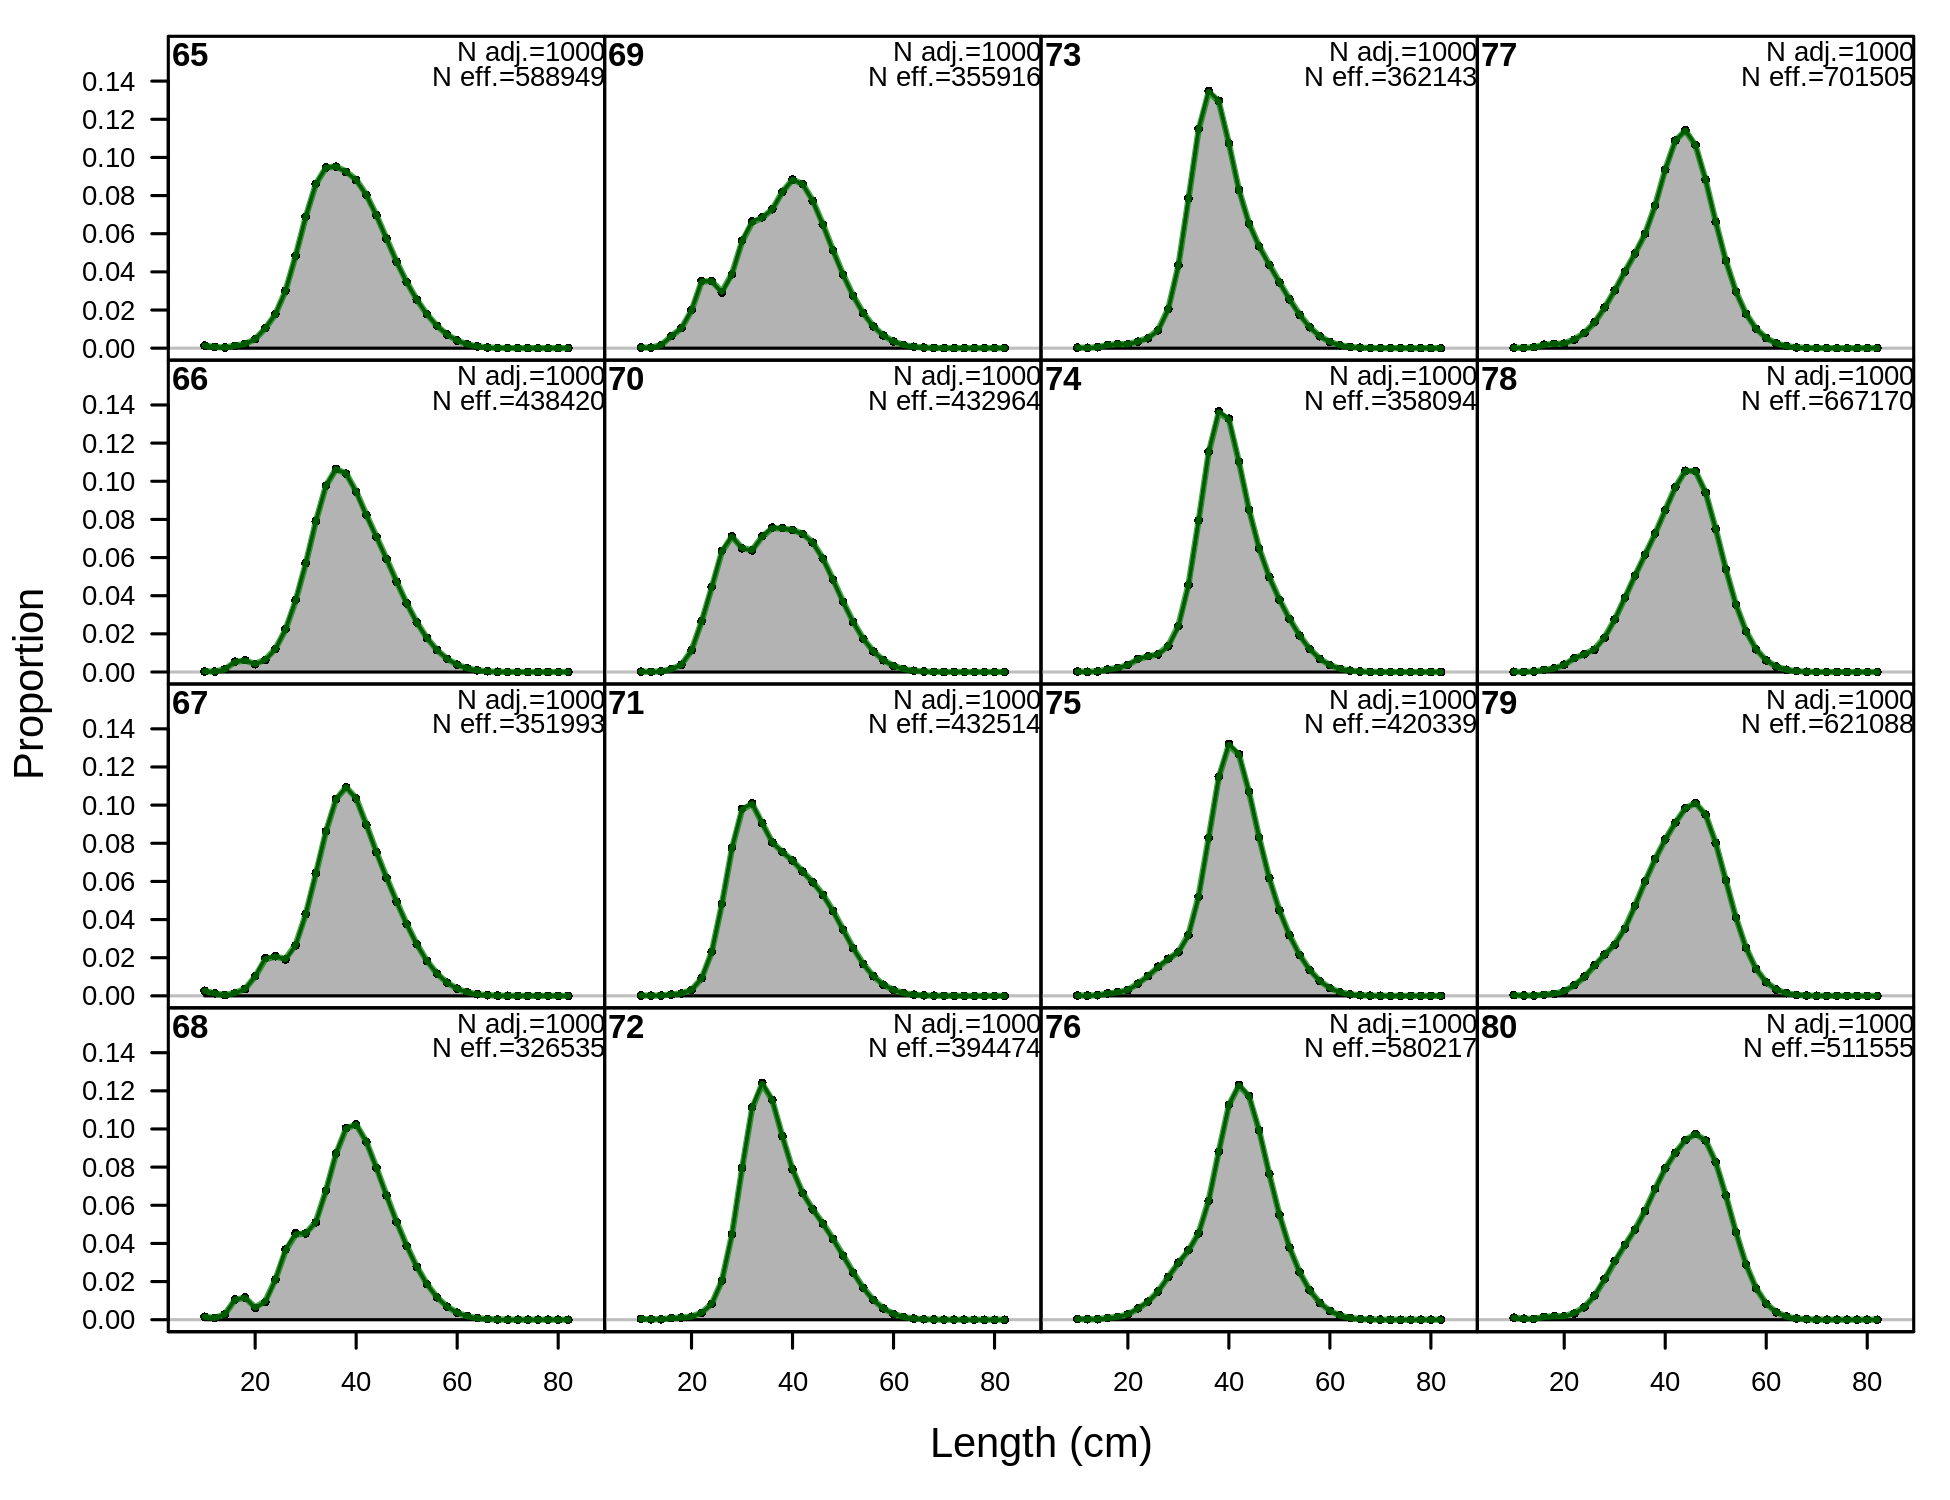 65
N adj.=1000
N eff.=588949
69
N adj.=1000
N eff.=355916
73
N adj.=1000
N eff.=362143
77
N adj.=1000
N eff.=701505
0.14
0.12
0.10
0.08
0.06
0.04
0.02
0.00
66
N adj.=1000
N eff.=438420
70
N adj.=1000
N eff.=432964
74
N adj.=1000
N eff.=358094
78
N adj.=1000
N eff.=667170
0.14
0.12
0.10
0.08
0.06
0.04
0.02
0.00
Proportion
67
N adj.=1000
N eff.=351993
71
N adj.=1000
N eff.=432514
75
N adj.=1000
N eff.=420339
79
N adj.=1000
N eff.=621088
0.14
0.12
0.10
0.08
0.06
0.04
0.02
0.00
68
N adj.=1000
N eff.=326535
72
N adj.=1000
N eff.=394474
76
N adj.=1000
N eff.=580217
80
N adj.=1000
N eff.=511555
0.14
0.12
0.10
0.08
0.06
0.04
0.02
0.00
20 40 60 80 20 40 60 80 20 40 60 80 20 40 60 80
Length (cm)